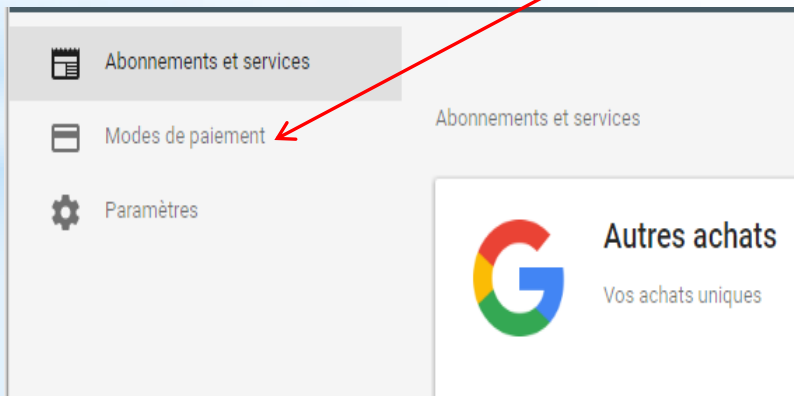 Abonnements et services
Modes de paiement
Paramètres
Abonnements et services
Autres achats
Vos achats uniques